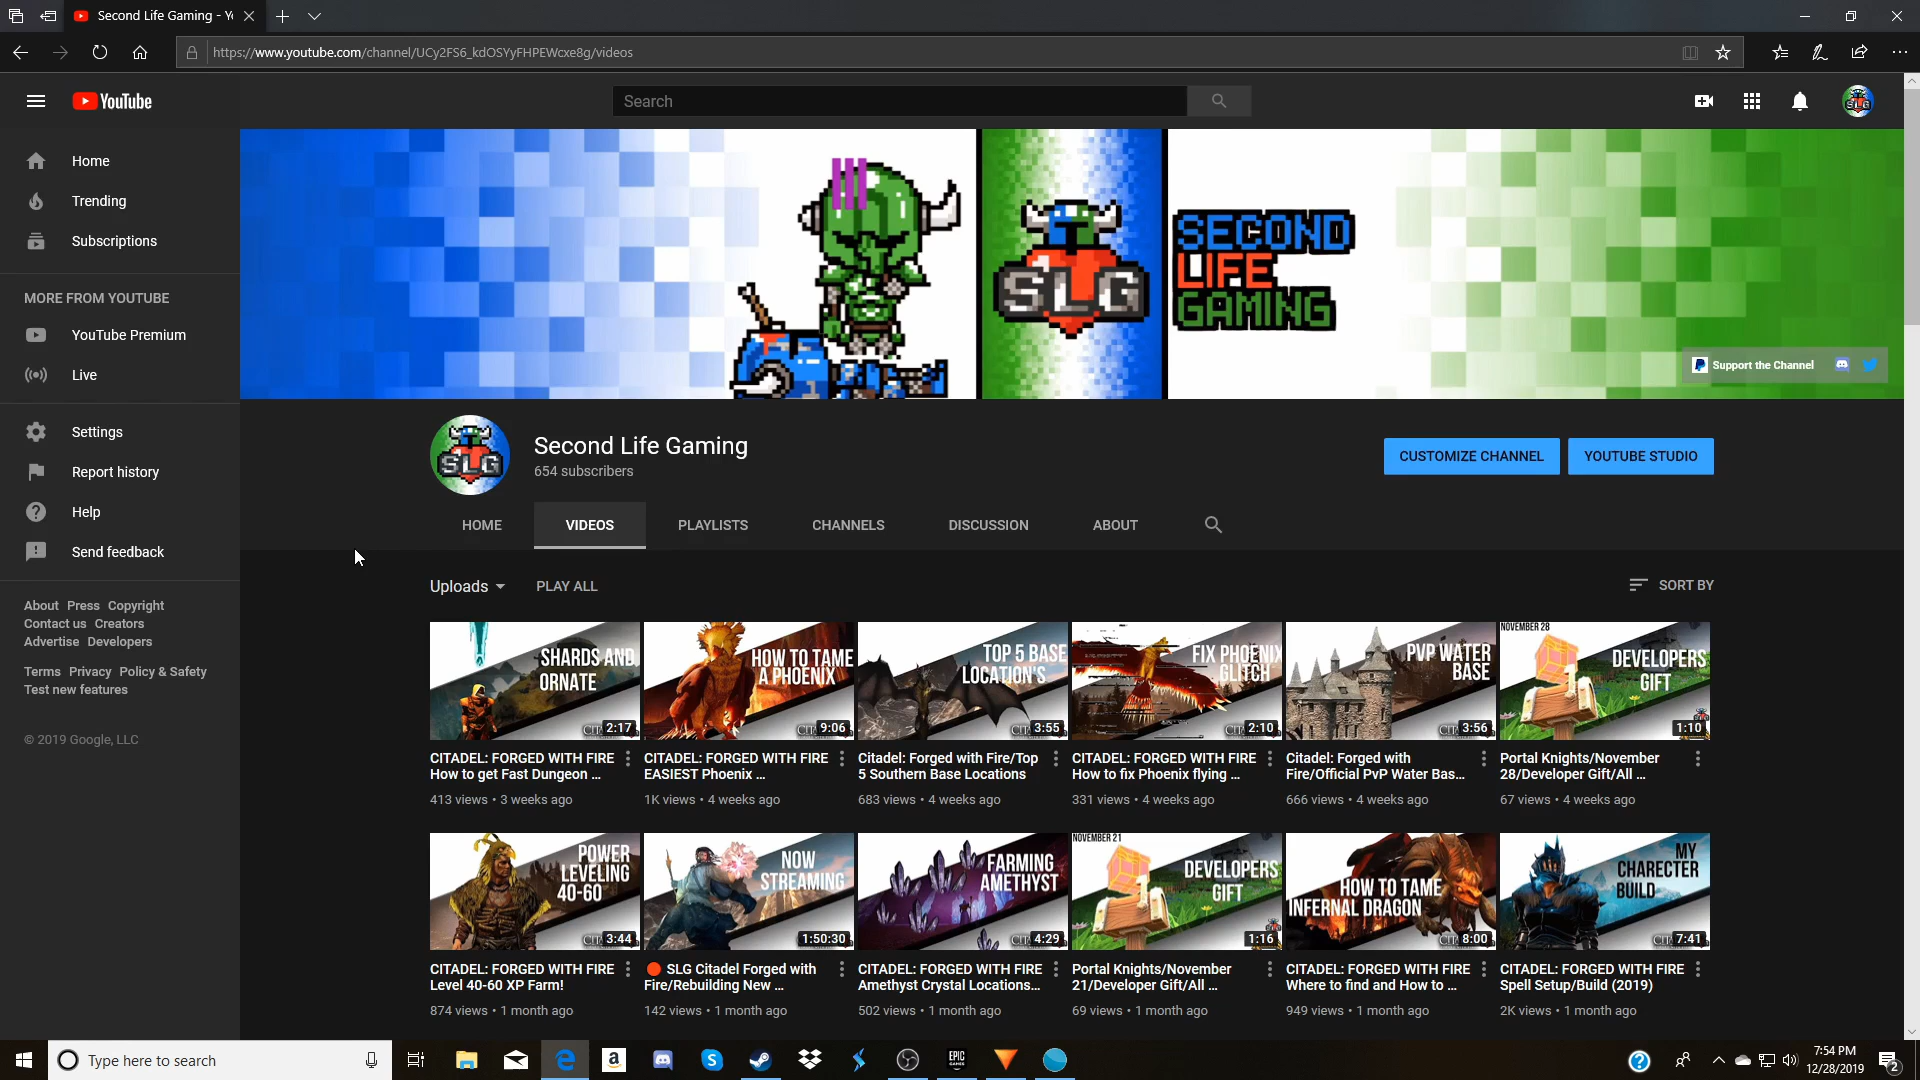 Second Life Gaming - Y
https://www.youtube.com/channel/UCy2FS6_kdOSYyFHPEWcxe8g/videos
YouTube
Search
SLG
Home
Trending
Subscriptions
MORE FROM YOUTUBE
YouTube Premium
Live
Settings
Report history
Help
Send feedback
About Press Copyright
Contact us Creators
Advertise Developers
Terms Privacy Policy & Safety
Test new features
© 2019 Google, LLC
SLG
SECOND
LIFE
GAMING
Support the Channel
SLG
Second Life Gaming
654 subscribers
CUSTOMIZE CHANNEL
YOUTUBE STUDIO
HOME VIDEOS PLAYLISTS CHANNELS DISCUSSION ABOUT
Uploads PLAY ALL SORT BY
SHARDS AND
ORNATE
2:17
CITADEL: FORGED WITH FIRE
How to get Fast Dungeon ...
413 views • 3 weeks ago
HOW TO TAME
A PHOENIX
9:06
CITADEL: FORGED WITH FIRE
EASIEST Phoenix ...
1K views • 4 weeks ago
TOP 5 BASE
LOCATION'S
3:55
Citadel: Forged with Fire/Top
5 Southern Base Locations
683 views • 4 weeks ago
FIX PHOENIX
GLITCH
2:10
CITADEL: FORGED WITH FIRE
How to fix Phoenix flying ...
331 views • 4 weeks ago
PVP WATER
BASE
3:56
Citadel: Forged with
Fire/Official PvP Water Bas...
666 views • 4 weeks ago
NOVEMBER 28
DEVELOPERS
GIFT
1:10
Portal Knights/November
28/Developer Gift/All ...
67 views • 4 weeks ago
POWER
LEVELING
40-60
3:44
CITADEL: FORGED WITH FIRE
Level 40-60 XP Farm!
874 views • 1 month ago
NOW
STREAMING
1:50:30
SLG Citadel Forged with
Fire/Rebuilding New ...
142 views • 1 month ago
FARMING
AMETHYST
4:29
CITADEL: FORGED WITH FIRE
Amethyst Crystal Locations...
502 views • 1 month ago
NOVEMBER 21
DEVELOPERS
GIFT
1:16
Portal Knights/November
21/Developer Gift/All ...
69 views • 1 month ago
HOW TO TAME
INFERNAL DRAGON
8:00
CITADEL: FORGED WITH FIRE
Where to find and How to ...
949 views • 1 month ago
MY
CHARECTER
BUILD
7:41
CITADEL: FORGED WITH FIRE
Spell Setup/Build (2019)
2K views • 1 month ago
Type here to search
EPIC
GAMES
7:54 PM
12/28/2019
2